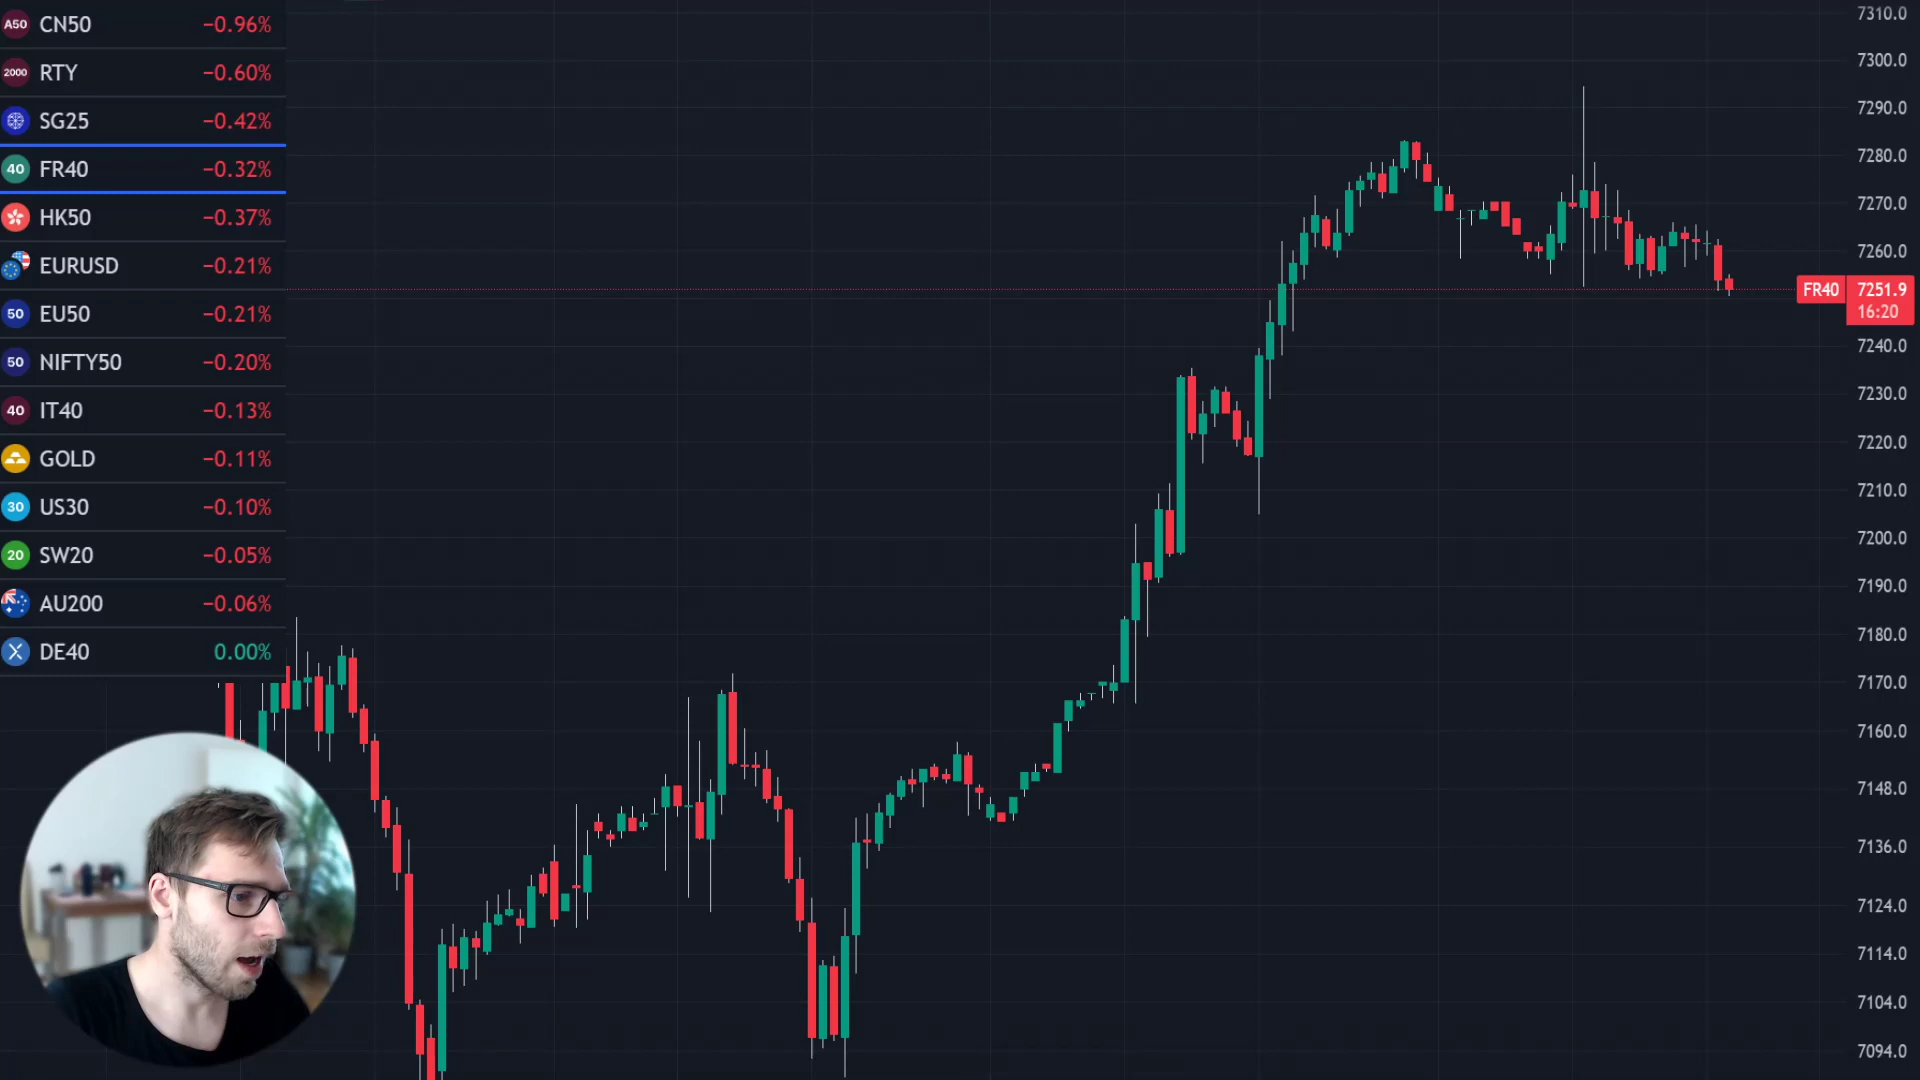 A50 CN50 −0.96%
2000 RTY −0.60%
SG25 −0.42%
40 FR40 −0.32%
HK50 −0.37%
EURUSD −0.21%
50 EU50 −0.21%
50 NIFTY50 −0.20%
40 IT40 −0.13%
GOLD −0.11%
30 US30 −0.10%
20 SW20 −0.05%
AU200 −0.06%
X DE40 0.00%
7310.0
7300.0
7290.0
7280.0
7270.0
7260.0
FR40 7251.9
16:20
7240.0
7230.0
7220.0
7210.0
7200.0
7190.0
7180.0
7170.0
7160.0
7148.0
7136.0
7124.0
7114.0
7104.0
7094.0